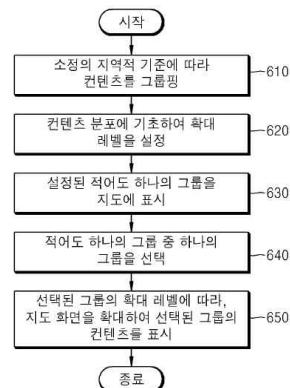 시작
소정의 지역적 기준에 따라
컨텐츠를 그룹핑
610
컨텐츠 분포에 기초하여 확대
레벨을 설정
620
설정된 적어도 하나의 그룹을
지도에 표시
630
적어도 하나의 그룹 중 하나의
그룹을 선택
640
선택된 그룹의 확대 레벨에 따라,
지도 화면을 확대하여 선택된 그룹의
컨텐츠를 표시
650
종료